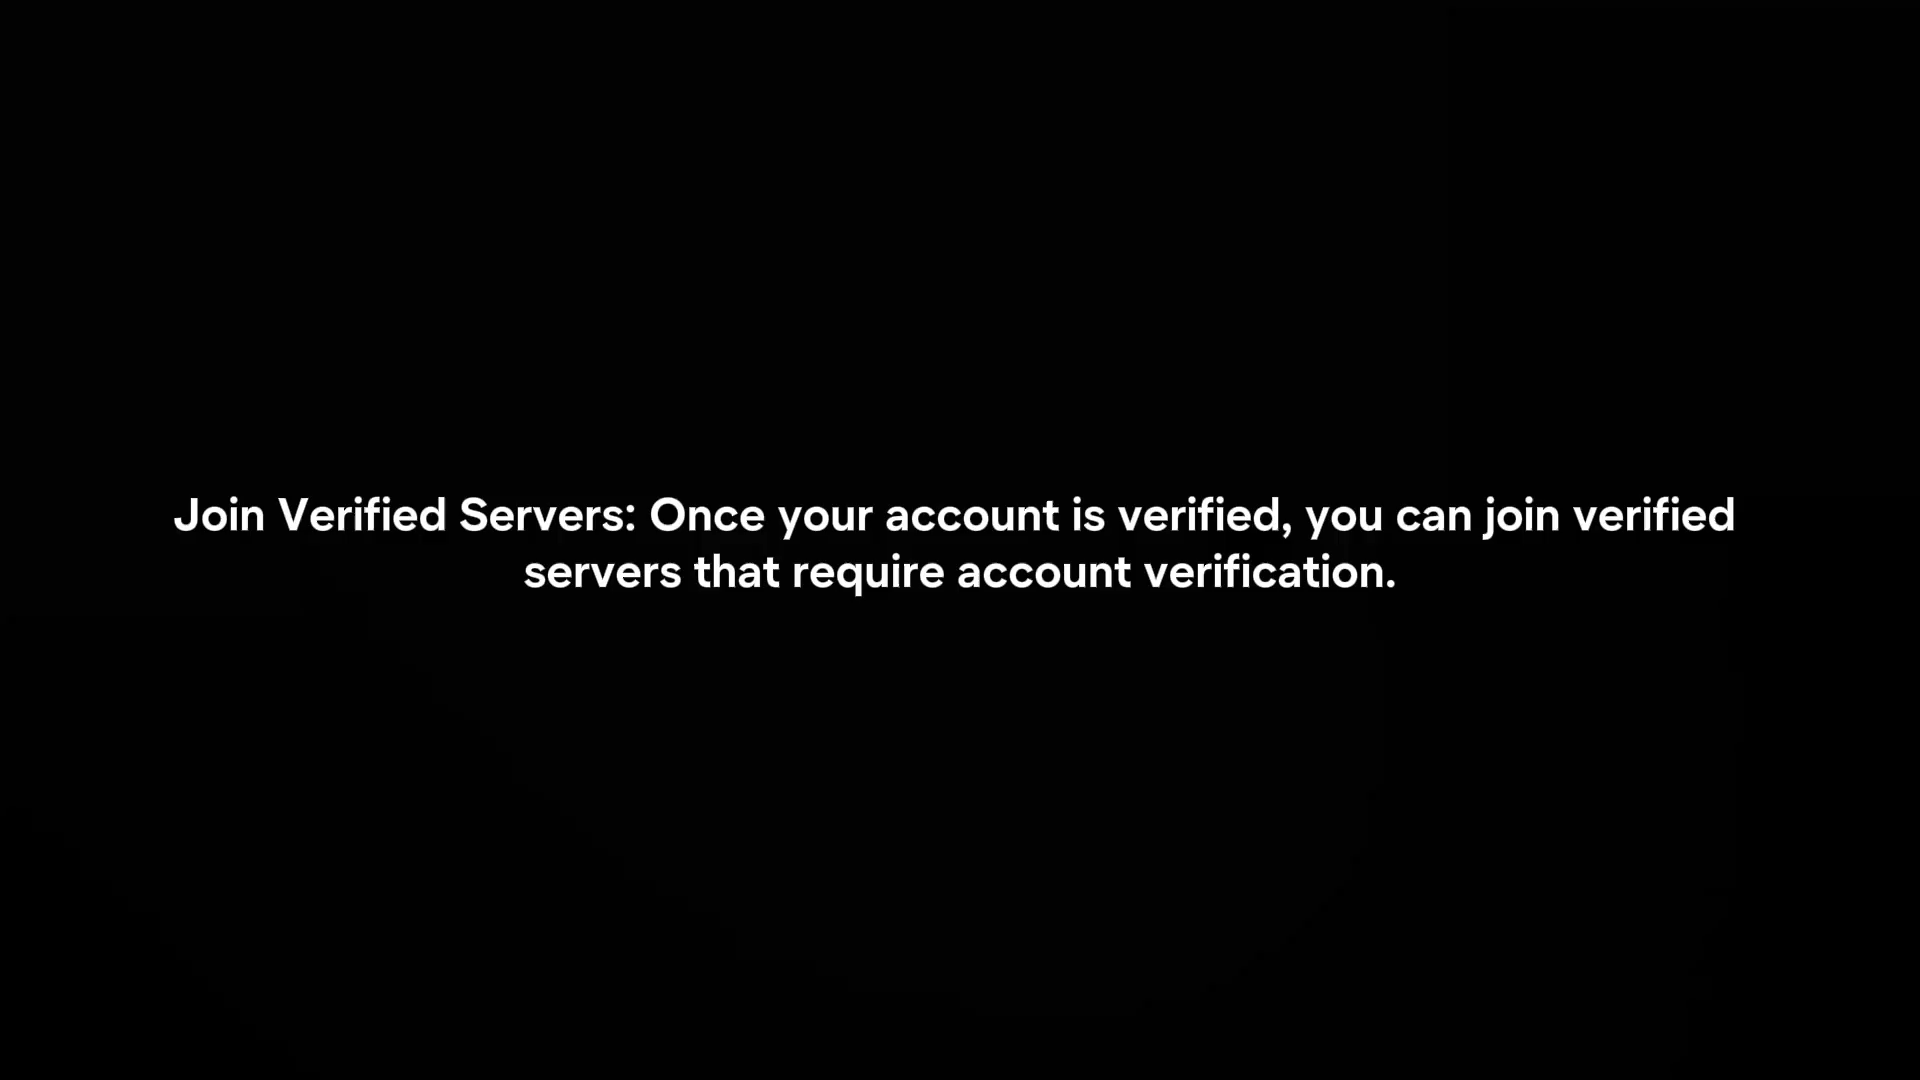 Join Verified Servers: Once your account is verified, you can join verified
servers that require account verification.